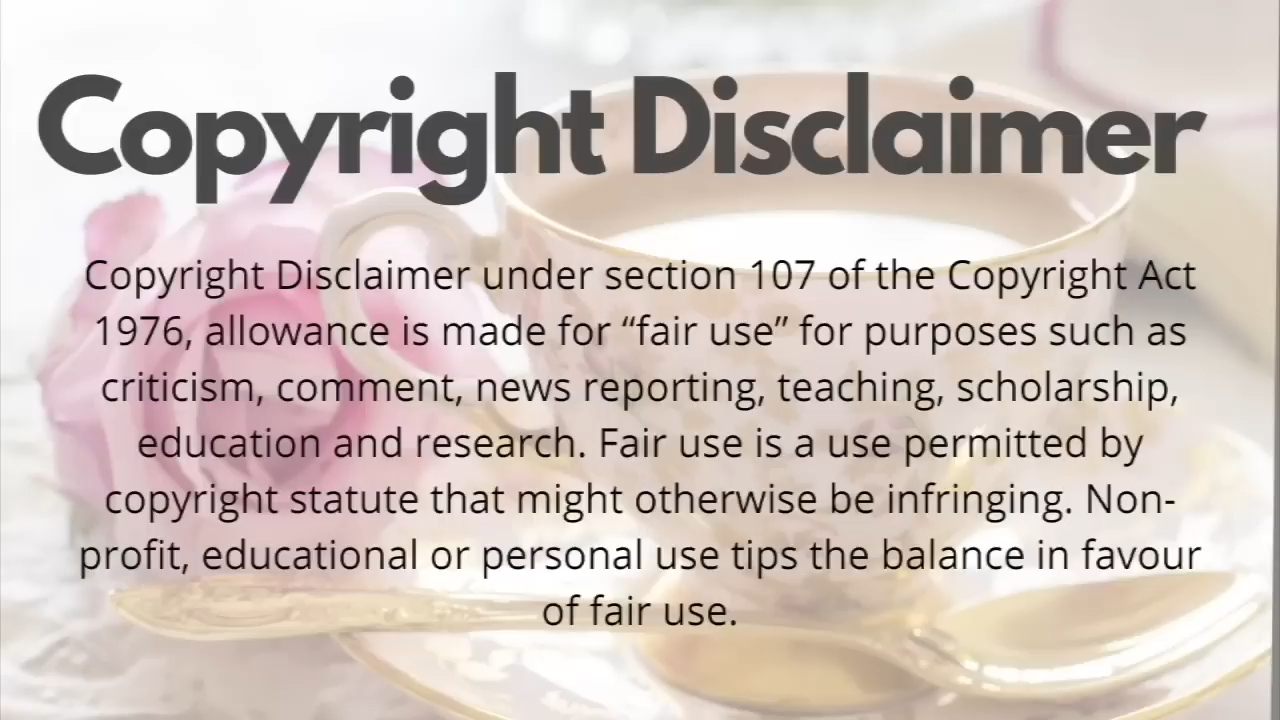 Copyright Disclaimer
Copyright Disclaimer under section 107 of the Copyright Act
1976, allowance is made for “fair use” for purposes such as
criticism, comment, news reporting, teaching, scholarship,
education and research. Fair use is a use permitted by
copyright statute that might otherwise be infringing. Non-
profit, educational or personal use tips the balance in favour
of fair use.